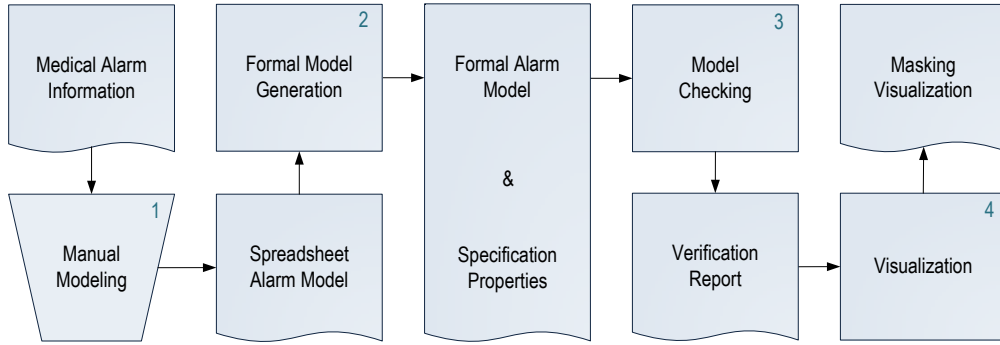 Medical Alarm
Information
1
Manual
Modeling
Spreadsheet
Alarm Model
2
Formal Model
Generation
Formal Alarm
Model
&
Specification
Properties
3
Model
Checking
Verification
Report
4
Visualization
Masking
Visualization